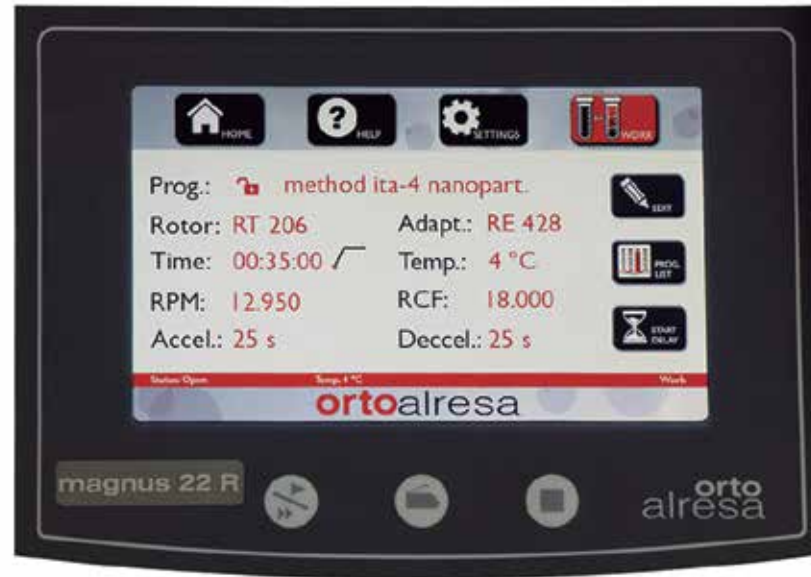 HOME HELP SETTINGS WORK
Prog.: method ita-4 nanopart.
EDIT
Rotor: RT 206 Adapt.: RE 428
Time: 00:35:00 Temp.: 4 °C
PROG. LIST
RPM: 12.950 RCF: 18.000
START DELAY
Accel.: 25 s Deccel.: 25 s
Status: Open Temp. 4 °C Work
ortoalresa
magnus 22 R
orto
alresa